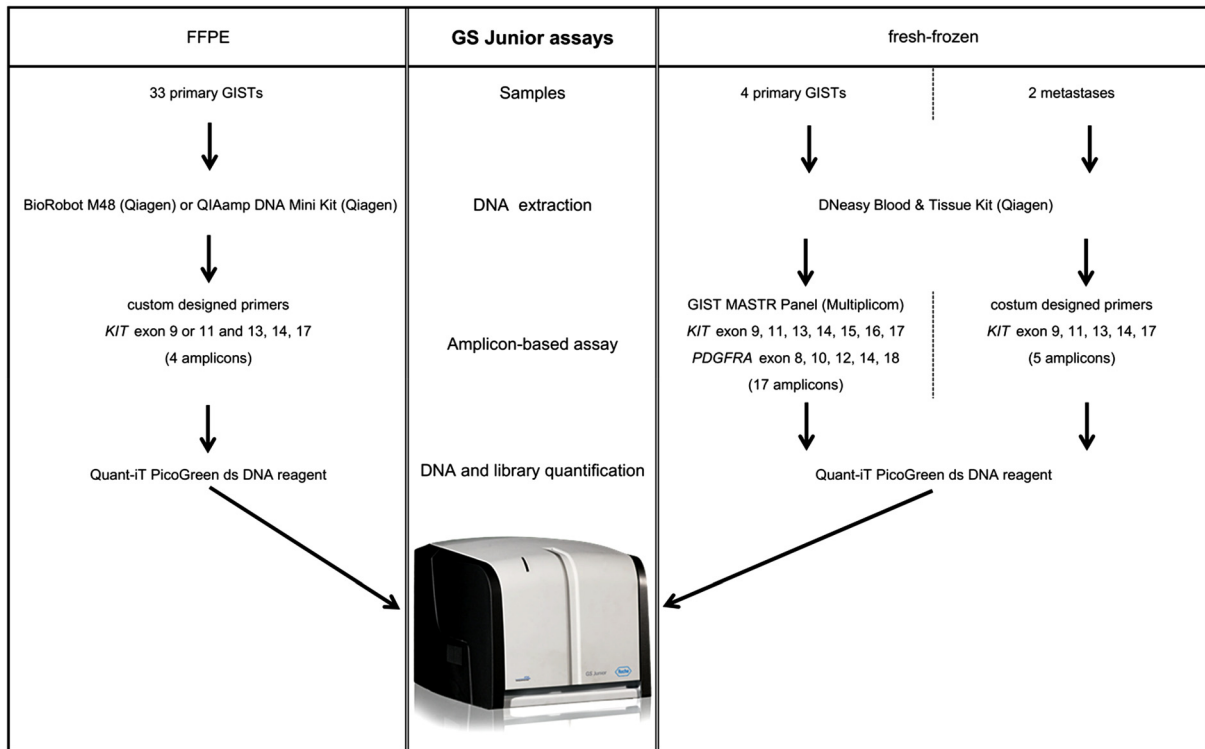 FFPE
GS Junior assays
fresh-frozen
33 primary GISTs
Samples
4 primary GISTs
2 metastases
BioRobot M48 (Qiagen) or QIAamp DNA Mini Kit (Qiagen)
DNA extraction
DNeasy Blood & Tissue Kit (Qiagen)
custom designed primers
KIT exon 9 or 11 and 13, 14, 17
(4 amplicons)
Amplicon-based assay
GIST MASTR Panel (Multiplicom)
KIT exon 9, 11, 13, 14, 15, 16, 17
PDGFRA exon 8, 10, 12, 14, 18
(17 amplicons)
costum designed primers
KIT exon 9, 11, 13, 14, 17
(5 amplicons)
Quant-iT PicoGreen ds DNA reagent
DNA and library quantification
Quant-iT PicoGreen ds DNA reagent
GS Junior
Roche